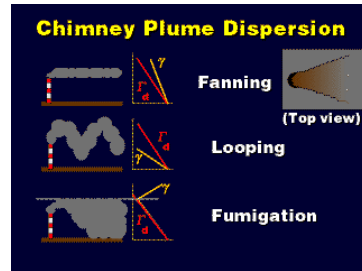 Chimney Plume Dispersion
γ
Γd
Fanning
(Top view)
Γd
γ
Looping
γ
Γd
Fumigation